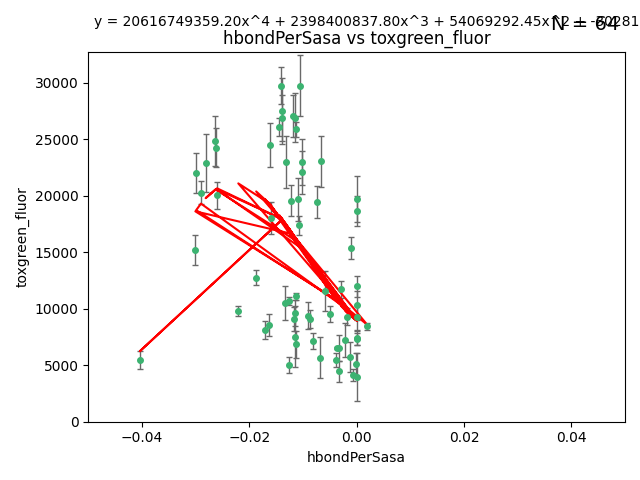 y = 20616749359.20x^4 + 2398400837.80x^3 + 54069292.45x^2 +
N = 64
hbondPerSasa vs toxgreen_fluor
30000
25000
20000
15000
10000
5000
0
toxgreen_fluor
−0.04
−0.02
0.00
0.02
0.04
hbondPerSasa